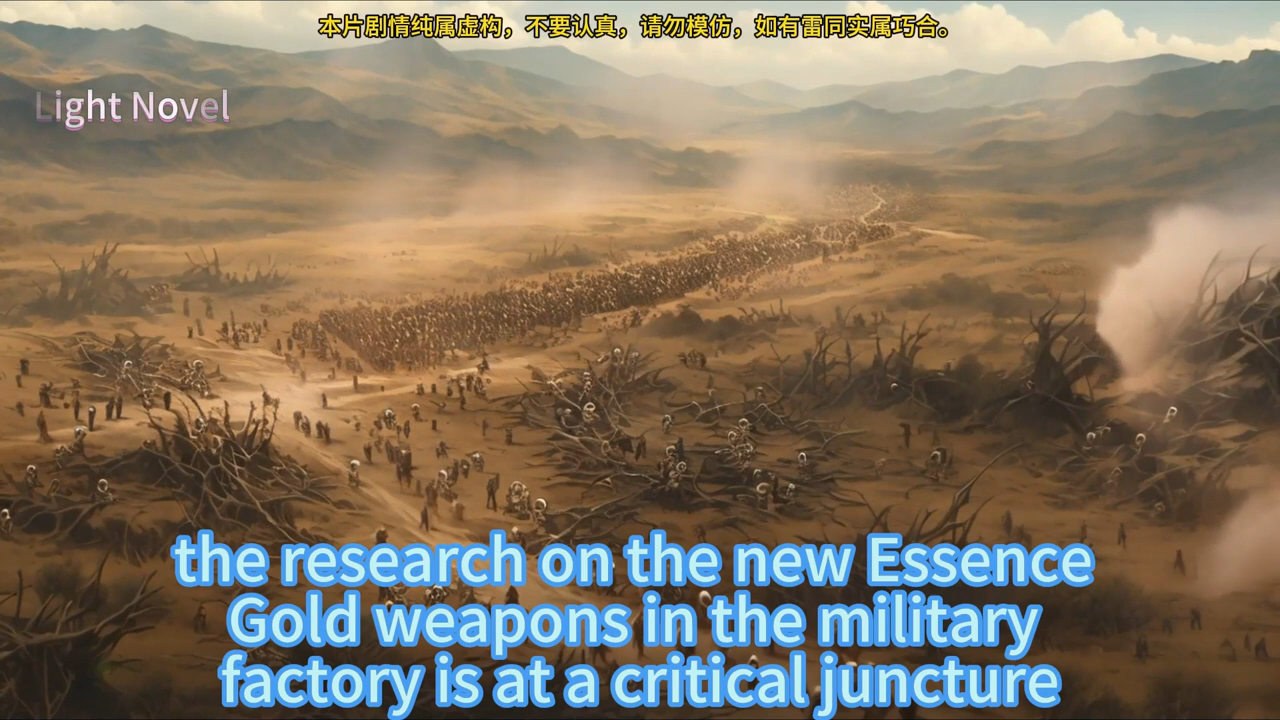 本片剧情纯属虚构，不要认真，请勿模仿，如有雷同实属巧合。
Light Novel
the research on the new Essence
Gold weapons in the military
factory is at a critical juncture